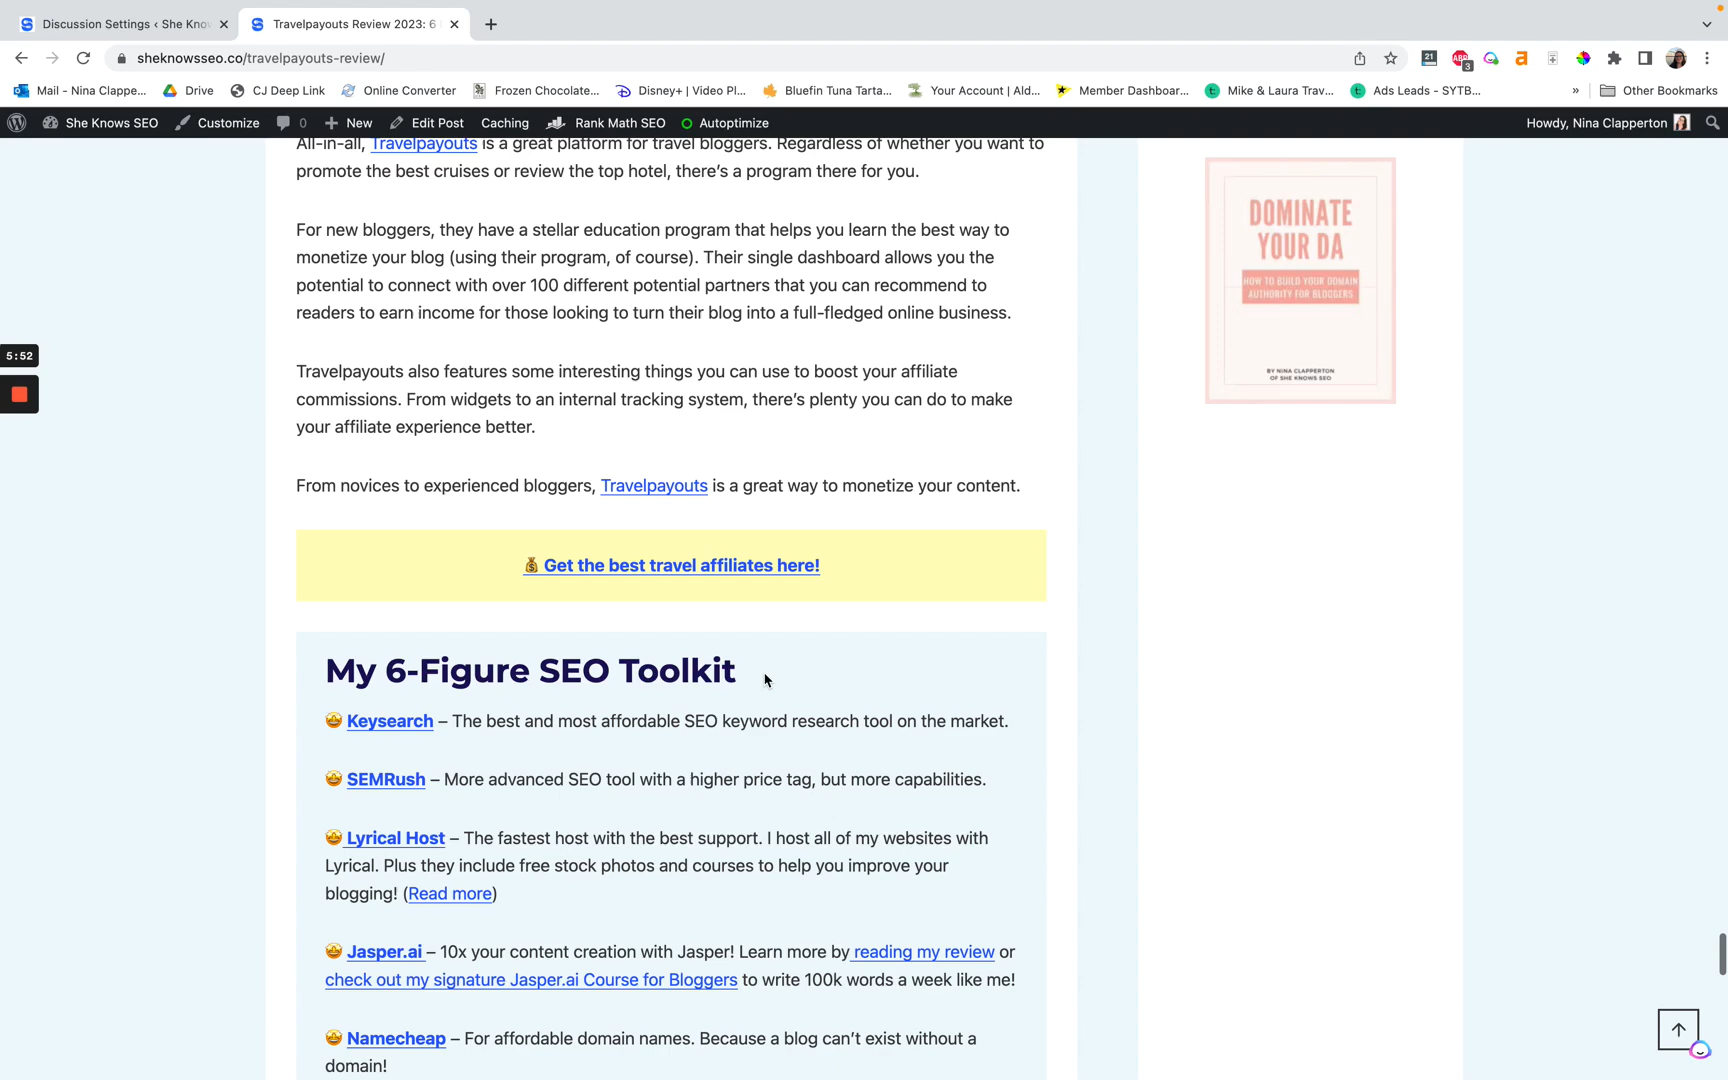 Discussion Settings ‹ She Kno
Travelpayouts Review 2023: 6
sheknowsseo.co/travelpayouts-review/
21
ABP
3
Mail - Nina Clappe...
Drive
CJ Deep Link
Online Converter
Frozen Chocolate...
Disney+ | Video Pl...
Bluefin Tuna Tarta...
Your Account | Ald...
Member Dashboar...
Mike & Laura Trav...
Ads Leads - SYTB...
»
Other Bookmarks
She Knows SEO
Customize
0
New
Edit Post
Caching
Rank Math SEO
Autoptimize
Howdy, Nina Clapperton
All-in-all, Travelpayouts is a great platform for travel bloggers. Regardless of whether you want to
promote the best cruises or review the top hotel, there's a program there for you.
For new bloggers, they have a stellar education program that helps you learn the best way to
monetize your blog (using their program, of course). Their single dashboard allows you the
potential to connect with over 100 different potential partners that you can recommend to
readers to earn income for those looking to turn their blog into a full-fledged online business.
5:52
Travelpayouts also features some interesting things you can use to boost your affiliate
commissions. From widgets to an internal tracking system, there's plenty you can do to make
your affiliate experience better.
From novices to experienced bloggers, Travelpayouts is a great way to monetize your content.
💰 Get the best travel affiliates here!
My 6-Figure SEO Toolkit
🤩 Keysearch – The best and most affordable SEO keyword research tool on the market.
🤩 SEMRush – More advanced SEO tool with a higher price tag, but more capabilities.
🤩 Lyrical Host – The fastest host with the best support. I host all of my websites with
Lyrical. Plus they include free stock photos and courses to help you improve your
blogging! (Read more)
🤩 Jasper.ai – 10x your content creation with Jasper! Learn more by reading my review or
check out my signature Jasper.ai Course for Bloggers to write 100k words a week like me!
🤩 Namecheap – For affordable domain names. Because a blog can't exist without a
domain!
DOMINATE
YOUR DA
HOW TO BUILD YOUR DOMAIN
AUTHORITY FOR BLOGGERS
BY NINA CLAPPERTON
OF SHE KNOWS SEO